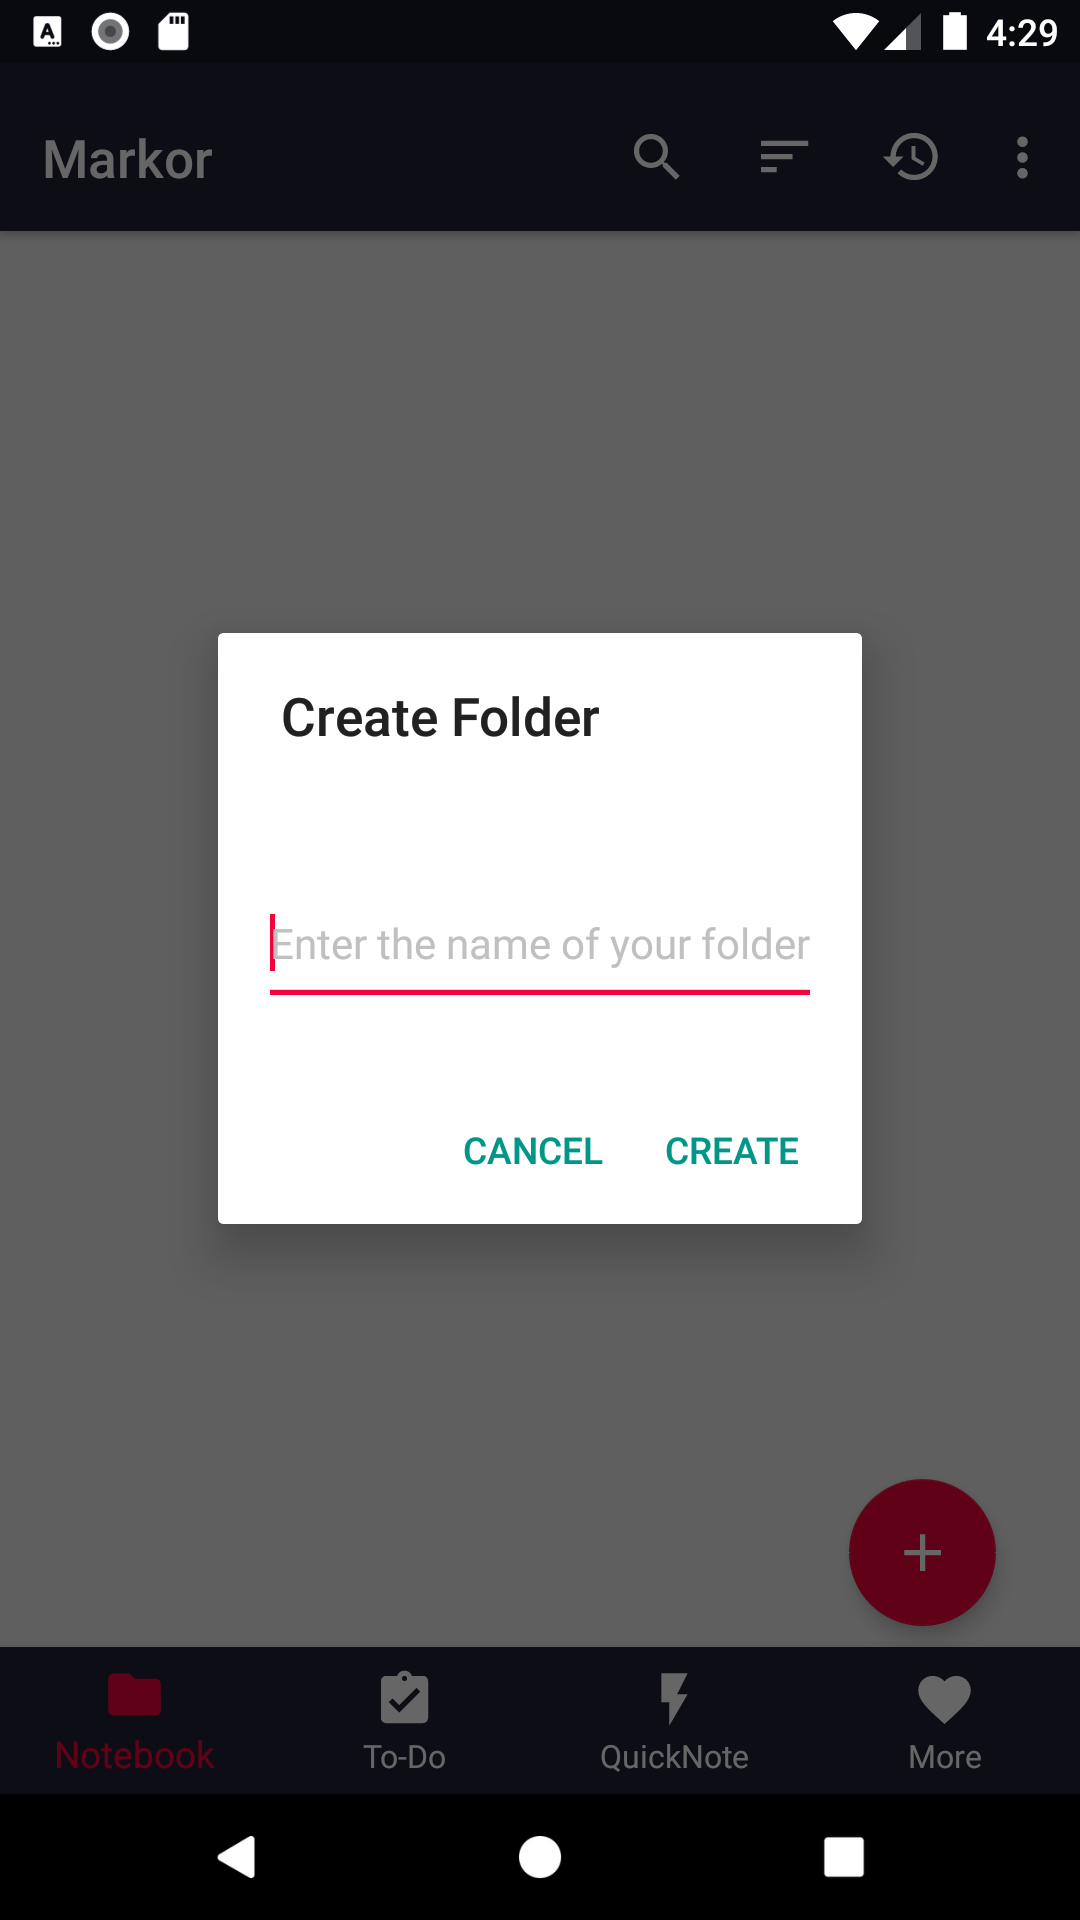 4:29
Markor
Create Folder
Enter the name of your folder
CANCEL CREATE
Notebook To-Do QuickNote More